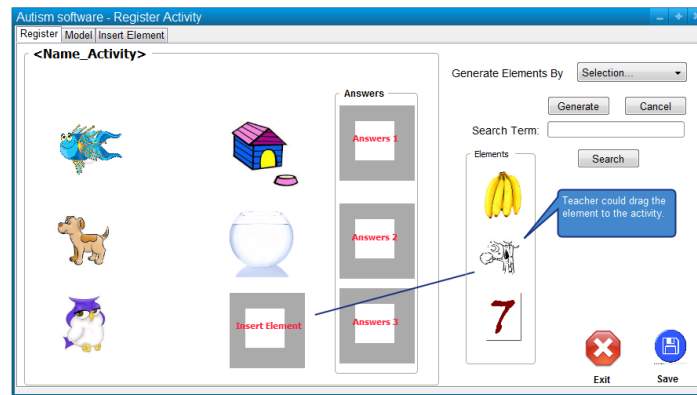 Autism software - Register Activity
Register Model Insert Element
<Name_Activity>
Generate Elements By Selection...
Generate Cancel
Search Term:
Search
Answers
Answers 1
Answers 2
Insert Element
Answers 3
Elements
Teacher could drag the
element to the activity.
7
Exit Save